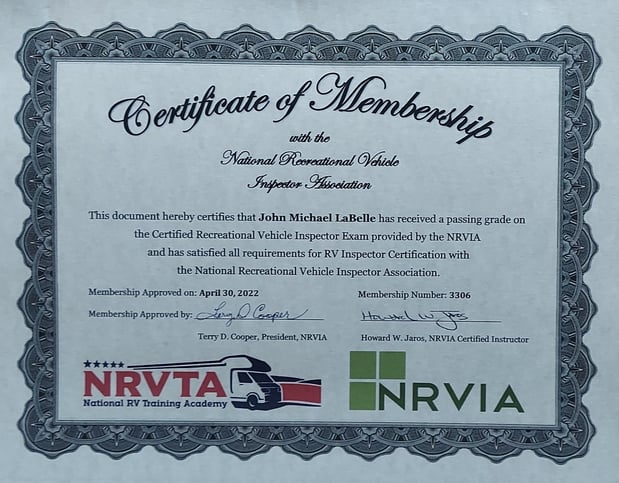 Certificate of Membership
with the
National Recreational Vehicle
Inspector Association
This document hereby certifies that John Michael LaBelle has received a passing grade on
the Certified Recreational Vehicle Inspector Exam provided by the NRVIA
and has satisfied all requirements for RV Inspector Certification with
the National Recreational Vehicle Inspector Association.
Membership Approved on: April 30, 2022 Membership Number: 3306
Membership Approved by: Terry D Cooper Howard W. Jaros
Terry D. Cooper, President, NRVIA Howard W. Jaros, NRVIA Certified Instructor
NRVTA NRVIA
National RV Training Academy